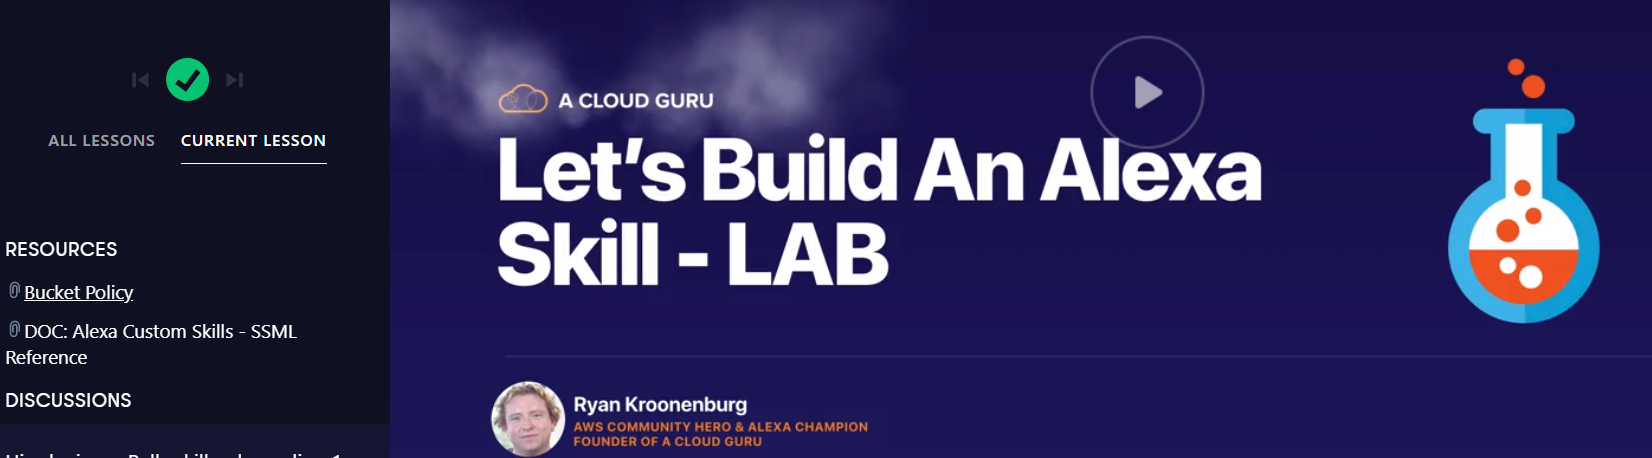 ALL LESSONS
CURRENT LESSON
RESOURCES
Bucket Policy
DOC: Alexa Custom Skills - SSML
Reference
DISCUSSIONS
A CLOUD GURU
Let's Build An Alexa
Skill - LAB
Ryan Kroonenburg
AWS COMMUNITY HERO & ALEXA CHAMPION
FOUNDER OF A CLOUD GURU